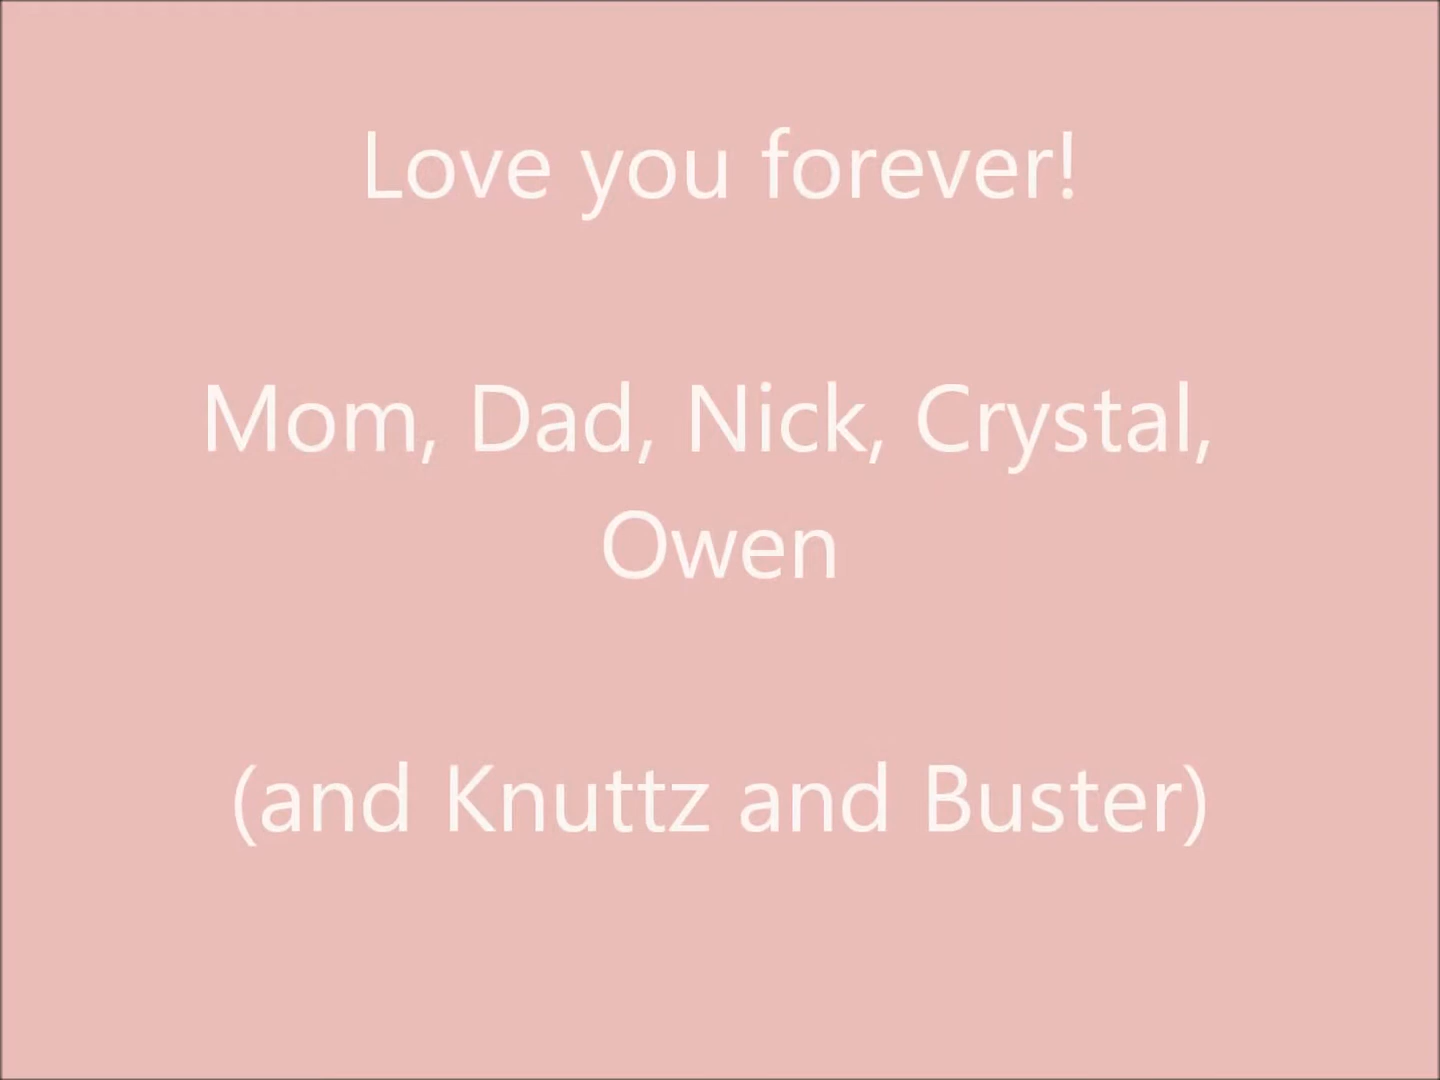 Love you forever!
Mom, Dad, Nick, Crystal,
Owen
(and Knuttz and Buster)